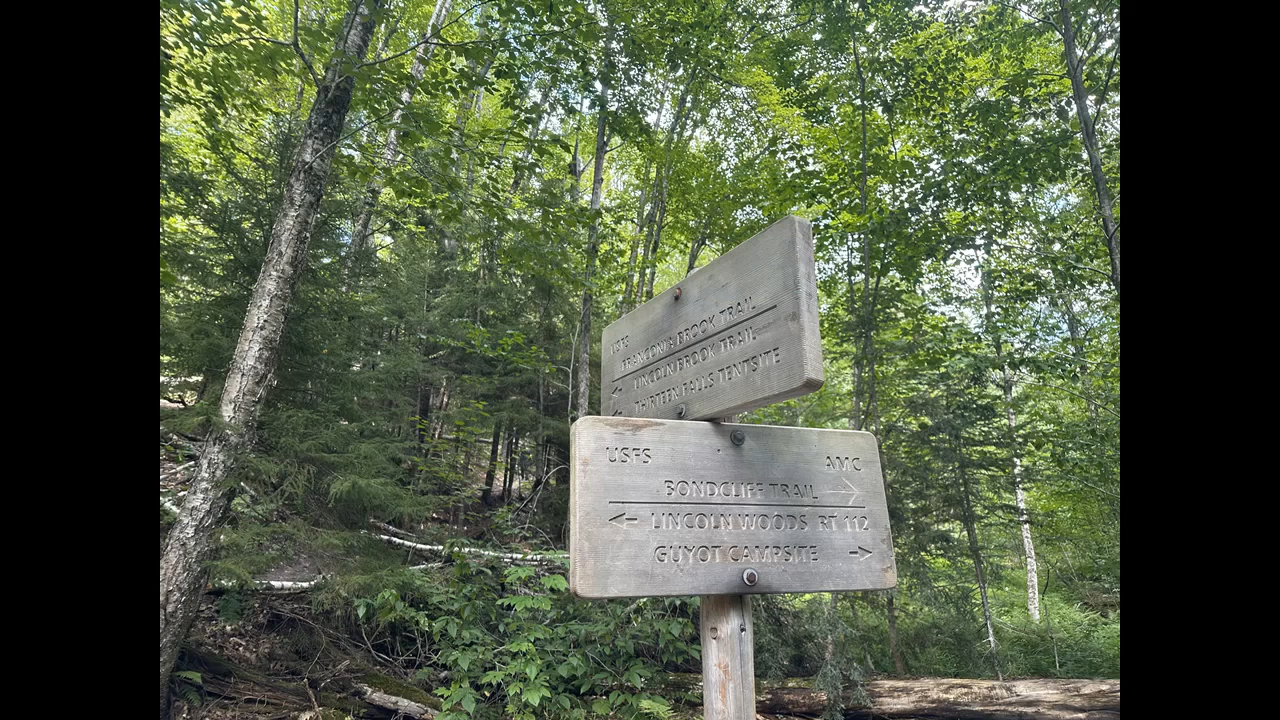 USFS
FRANCONIA BROOK TRAIL
← LINCOLN BROOK TRAIL
← THIRTEEN FALLS TENTSITE
USFS AMC
BONDCLIFF TRAIL →
← LINCOLN WOODS RT 112
GUYOT CAMPSITE →